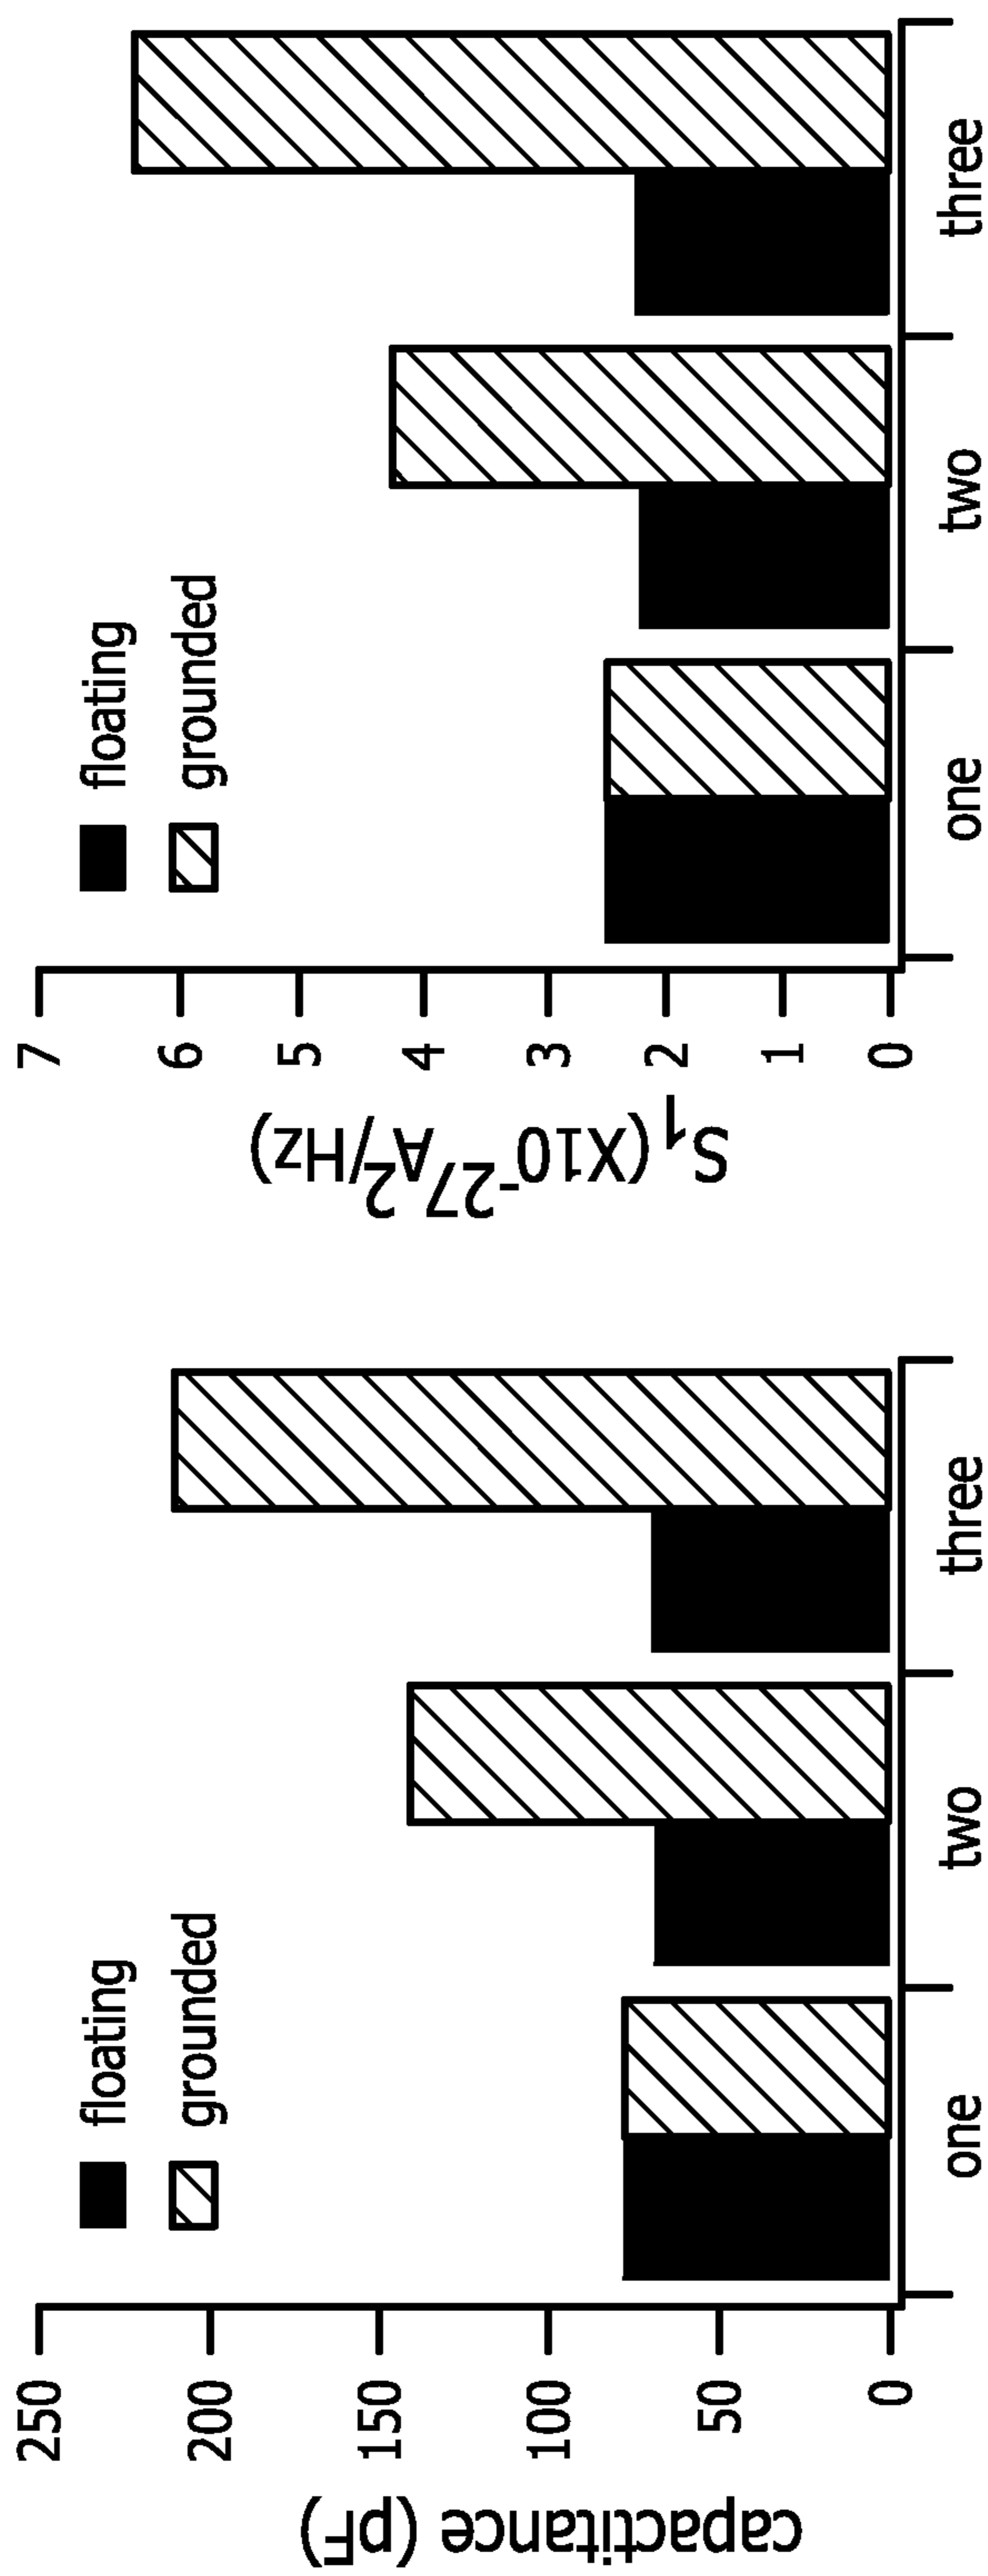 capactitance (pF)
250
200
150
100
50
0
floating
grounded
one
two
three
S1(X10-27A2/Hz)
7
6
5
4
3
2
1
0
floating
grounded
one
two
three